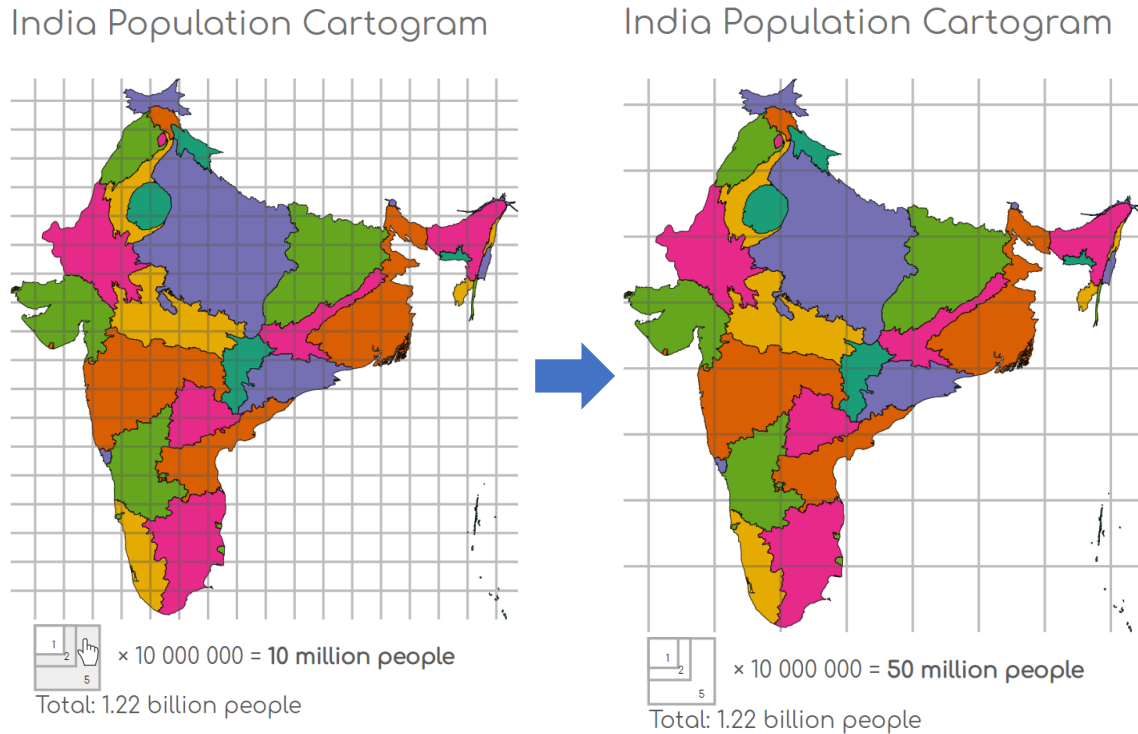 India Population Cartogram
1
2
5
× 10 000 000 = 10 million people
Total: 1.22 billion people
India Population Cartogram
1
2
5
× 10 000 000 = 50 million people
Total: 1.22 billion people